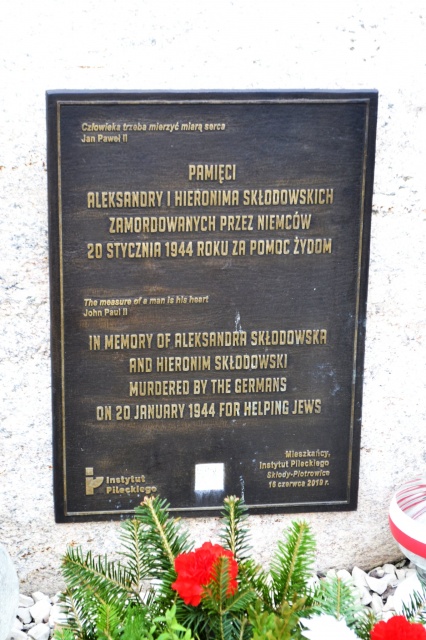 Człowieka trzeba mierzyć miarą serca
Jan Paweł II
PAMIĘCI
ALEKSANDRY I HIERONIMA SKŁODOWSKICH
ZAMORDOWANYCH PRZEZ NIEMCÓW
20 STYCZNIA 1944 ROKU ZA POMOC ŻYDOM
The measure of a man is his heart
John Paul II
IN MEMORY OF ALEKSANDRA SKŁODOWSKA
AND HIERONIM SKŁODOWSKI
MURDERED BY THE GERMANS
ON 20 JANUARY 1944 FOR HELPING JEWS
Mieszkańcy,
Instytut Pileckiego
Skłody-Piotrowice
16 czerwca 2019 r.
Instytut
Pileckiego